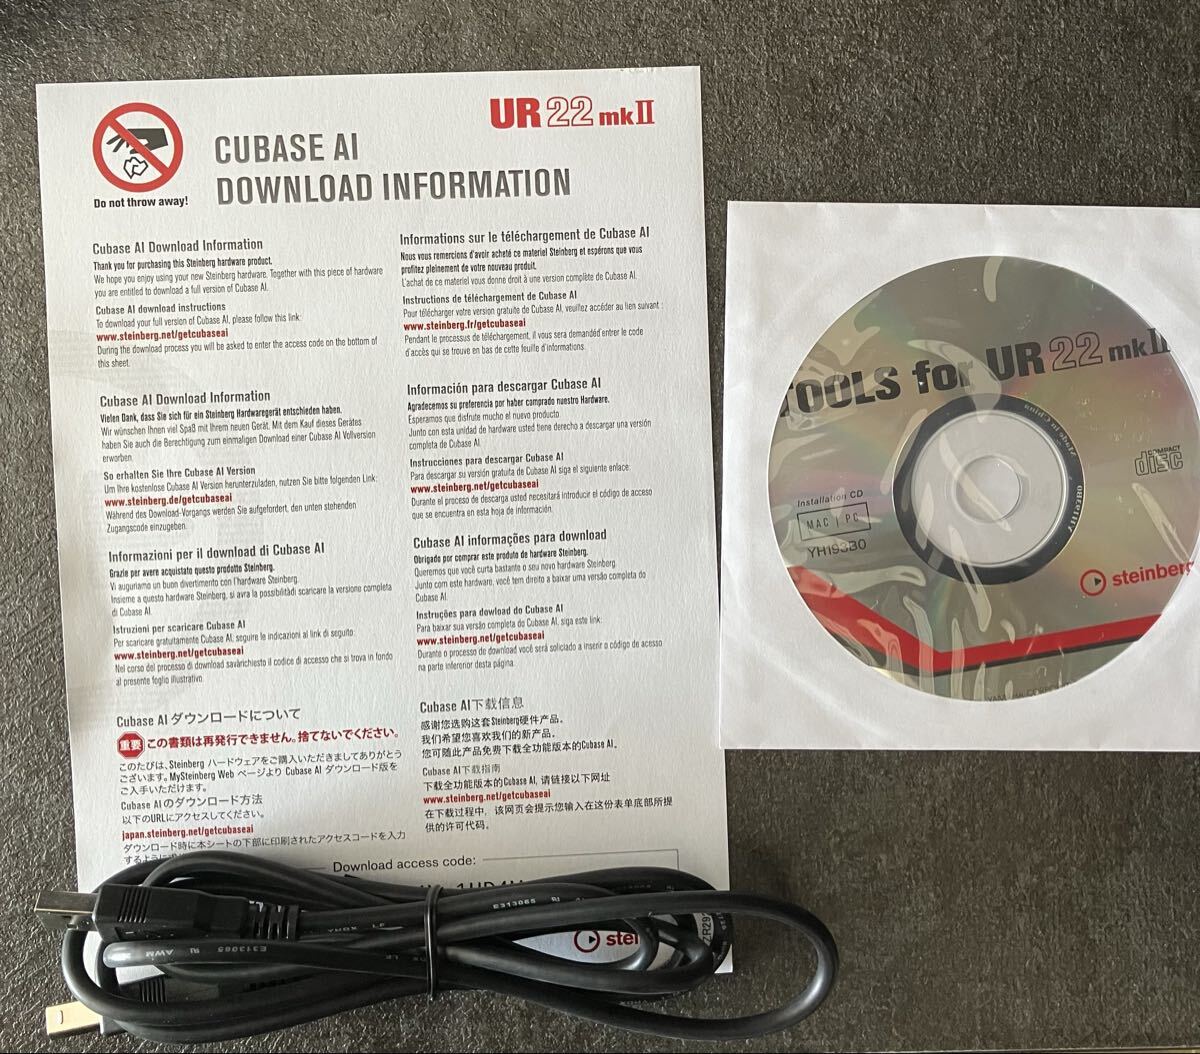 UR22mkII
CUBASE AI
DOWNLOAD INFORMATION
Do not throw away!
Cubase AI Download Information
Thank you for purchasing this Steinberg hardware product.
We hope you enjoy using your new Steinberg hardware. Together with this piece of hardware
you are entitled to download a full version of Cubase AI.
Cubase AI download instructions
To download your full version of Cubase AI, please follow this link:
www.steinberg.net/getcubaseai
During the download process you will be asked to enter the access code on the bottom of
this sheet.
Informations sur le téléchargement de Cubase AI
Nous vous remercions d'avoir acheté ce materiel Steinberg et espérons que vous
profitez pleinement de votre nouveau produit.
L'achat de ce materiel vous donne droit à une version complète de Cubase AI.
Instructions de téléchargement de Cubase AI
Pour télécharger votre version gratuite de Cubase AI, veuillez accéder au lien suivant :
www.steinberg.fr/getcubaseai
Pendant le processus de téléchargement, il vous sera demandéd entrer le code
d'accès qui se trouve en bas de cette feuille d'informations.
Cubase AI Download Information
Vielen Dank, dass Sie sich für ein Steinberg Hardwaregerät entschieden haben.
Wir wünschen Ihnen viel Spaß mit Ihrem neuen Gerät. Mit dem Kauf dieses Gerätes
haben Sie auch die Berechtigung zum einmaligen Download einer Cubase AI Vollversion
erworben.
So erhalten Sie Ihre Cubase AI Version
Um Ihre kostenlose Cubase AI Version herunterzuladen, nutzen Sie bitte folgenden Link:
www.steinberg.de/getcubaseai
Während des Download-Vorgangs werden Sie aufgefordert, den unten stehenden
Zugangscode einzugeben.
Información para descargar Cubase AI
Agradecemos su preferencia por haber comprado nuestro Hardware.
Esperamos que disfrute mucho el nuevo producto.
Junto con esta unidad de hardware usted tiene derecho a descargar una versión
completa de Cubase AI.
Instrucciones para descargar Cubase AI
Para descargar su versión gratuita de Cubase AI siga el siguiente enlace:
www.steinberg.net/getcubaseai
Durante el proceso de descarga usted necesitará introducir el código de acceso
que se encuentra en esta hoja de información.
Informazioni per il download di Cubase AI
Grazie per avere acquistato questo prodotto Steinberg.
Vi auguriamo un buon divertimento con l'hardware Steinberg.
Insieme a questo hardware Steinberg, si avra la possibilitàdi scaricare la versione completa
di Cubase AI.
Istruzioni per scaricare Cubase AI
Per scaricare gratuitamente Cubase AI, seguire le indicazioni al link di seguito:
www.steinberg.net/getcubaseai
Nel corso del processo di download savàrichiesto il codice di accesso che si trova in fondo
al presente foglio illustrativo.
Cubase AI informações para download
Obrigado por comprar este produto de hardware Steinberg.
Queremos que você curta bastante o seu novo hardware Steinberg.
Junto com este hardware, você tem direito a baixar uma versão completa do
Cubase AI.
Instruções para dowload do Cubase AI
Para baixar sua versão completa do Cubase AI, siga este link:
www.steinberg.net/getcubaseai
Durante o processo de download você será soliciado a inserir o código de acesso
na parte inferorior desta página.
Cubase AI ダウンロードについて
重要 この書類は再発行できません。捨てないでください。
このたびは、Steinberg ハードウェアをご購入いただきましてありがとう
ございます。MySteinberg Web ページより Cubase AI ダウンロード版を
ご入手いただけます。
Cubase AI のダウンロード方法
以下のURLにアクセスしてください。
japan.steinberg.net/getcubaseai
ダウンロード時に本シートの下部に印刷されたアクセスコードを入力
Cubase AI下载信息
感谢您选购这套Steinberg硬件产品。
我们希望您喜欢我们的新产品。
您可随此产品免费下载全功能版本的Cubase AI。
Cubase AI下载指南
下载全功能版本的Cubase AI, 请链接以下网址
www.steinberg.net/getcubaseai
在下载过程中, 该网页会提示您输入在这份表单底部所提
供的许可代码。
Download access code:
E313065
AWM E313065
stei
TOOLS for UR22mkII
COMPACT
disc
Installation CD
MAC | PC
YH193B0
steinberg